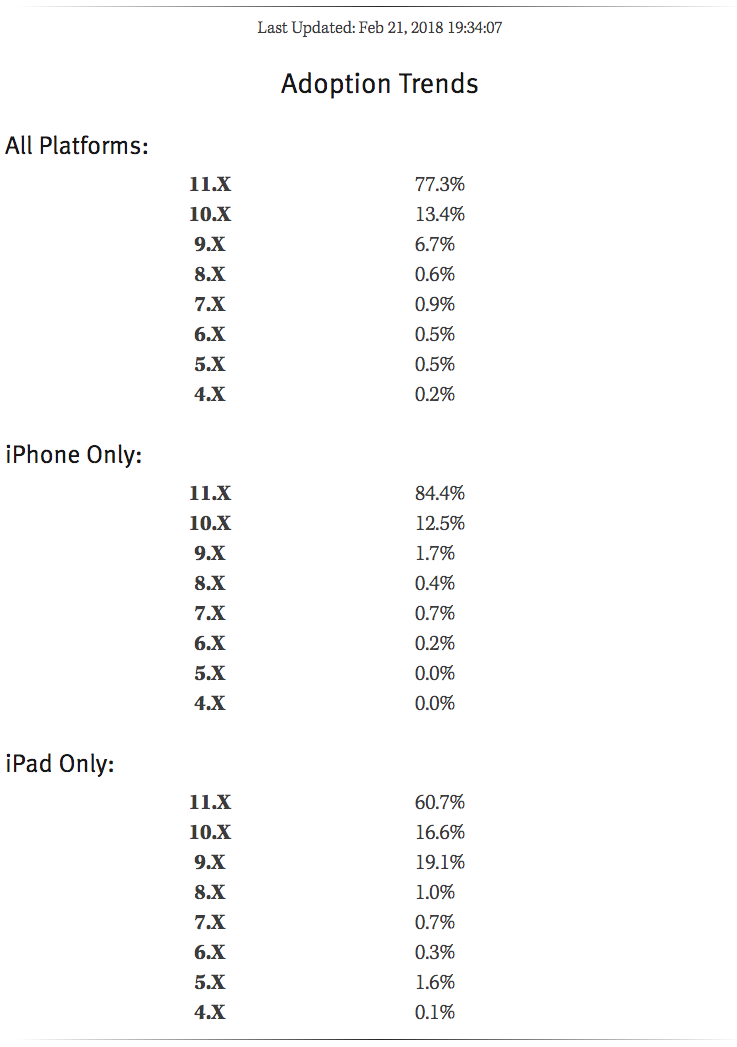 Last Updated: Feb 21, 2018 19:34:07
Adoption Trends
All Platforms:
11.X 77.3%
10.X 13.4%
9.X 6.7%
8.X 0.6%
7.X 0.9%
6.X 0.5%
5.X 0.5%
4.X 0.2%
iPhone Only:
11.X 84.4%
10.X 12.5%
9.X 1.7%
8.X 0.4%
7.X 0.7%
6.X 0.2%
5.X 0.0%
4.X 0.0%
iPad Only:
11.X 60.7%
10.X 16.6%
9.X 19.1%
8.X 1.0%
7.X 0.7%
6.X 0.3%
5.X 1.6%
4.X 0.1%